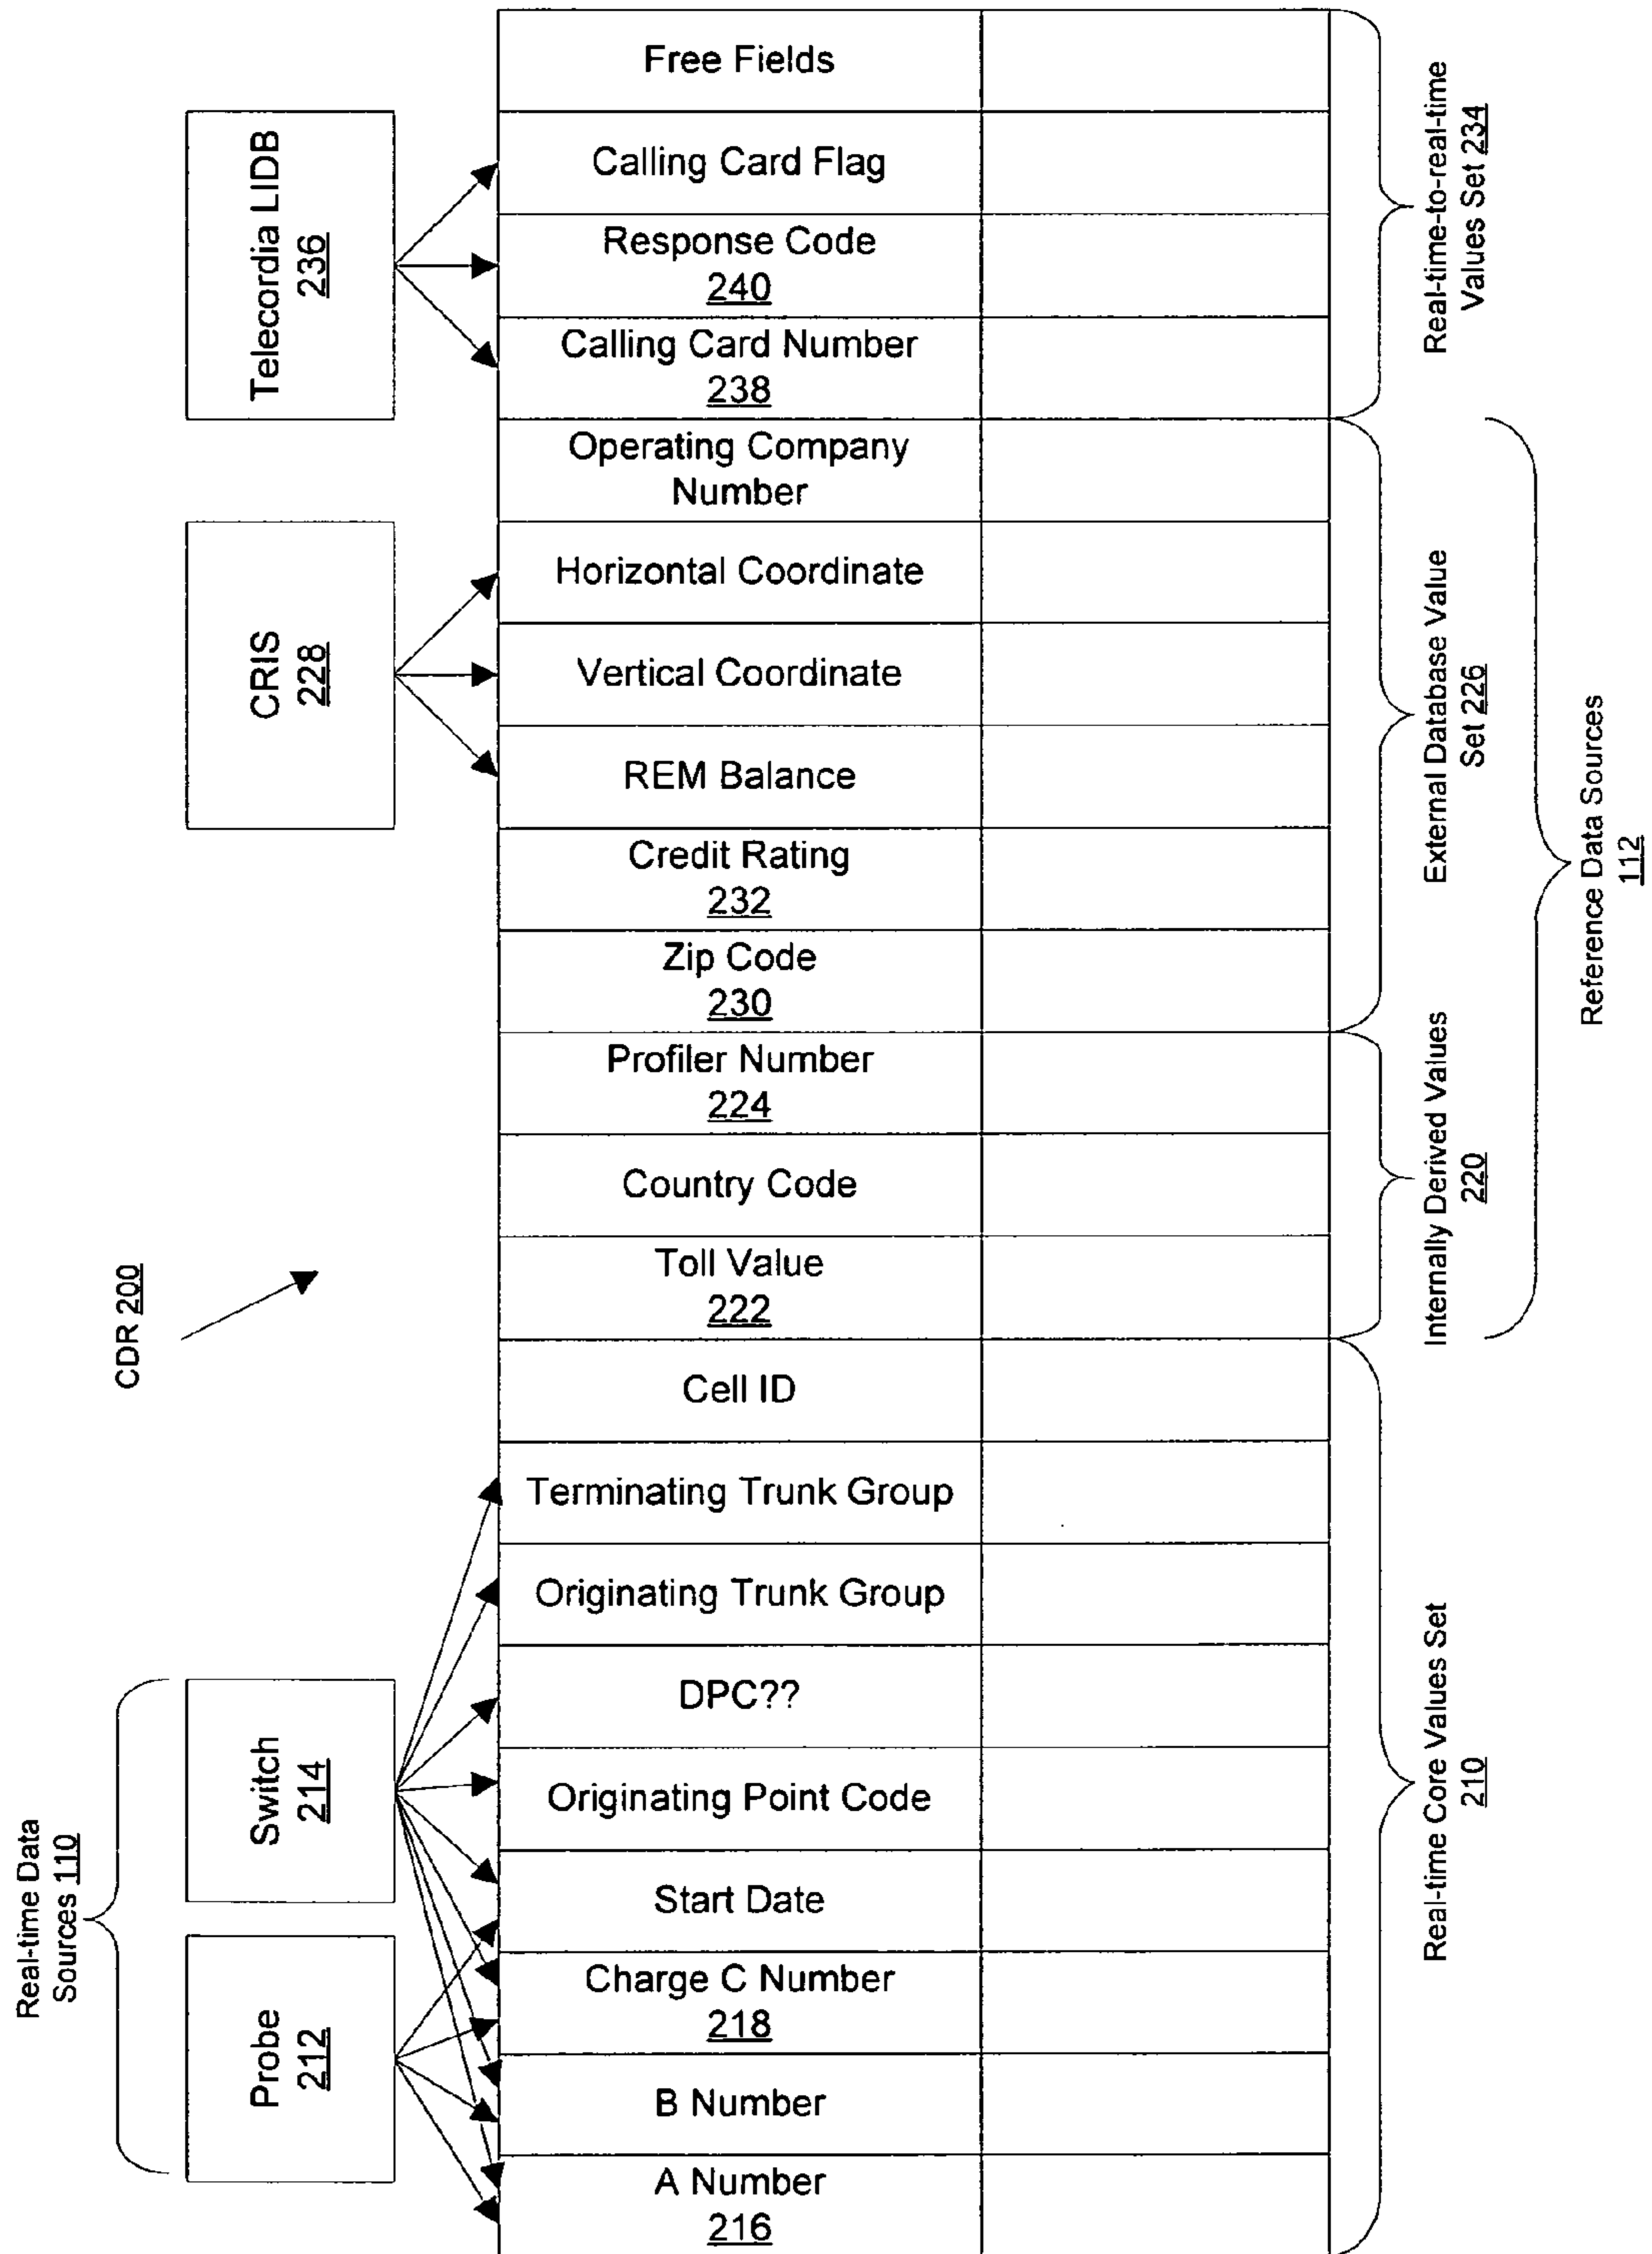 CDR 200
Real-time Data
Sources 110
Probe
212
Switch
214
CRIS
228
Telecordia LIDB
236
Free Fields
Calling Card Flag
Response Code
240
Calling Card Number
238
Operating Company
Number
Horizontal Coordinate
Vertical Coordinate
REM Balance
Credit Rating
232
Zip Code
230
Profiler Number
224
Country Code
Toll Value
222
Cell ID
Terminating Trunk Group
Originating Trunk Group
DPC??
Originating Point Code
Start Date
Charge C Number
218
B Number
A Number
216
Real-time-to-real-time
Values Set 234
External Database Value
Set 226
Internally Derived Values
220
Reference Data Sources
112
Real-time Core Values Set
210